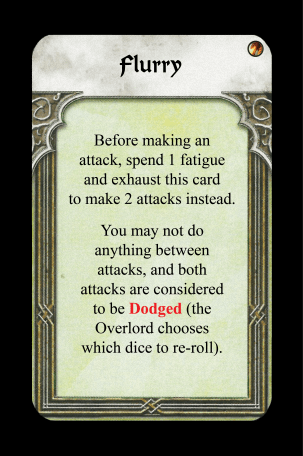 Flurry
Before making an
attack, spend 1 fatigue
and exhaust this card
to make 2 attacks instead.
You may not do
anything between
attacks, and both
attacks are considered
to be Dodged (the
Overlord chooses
which dice to re-roll).